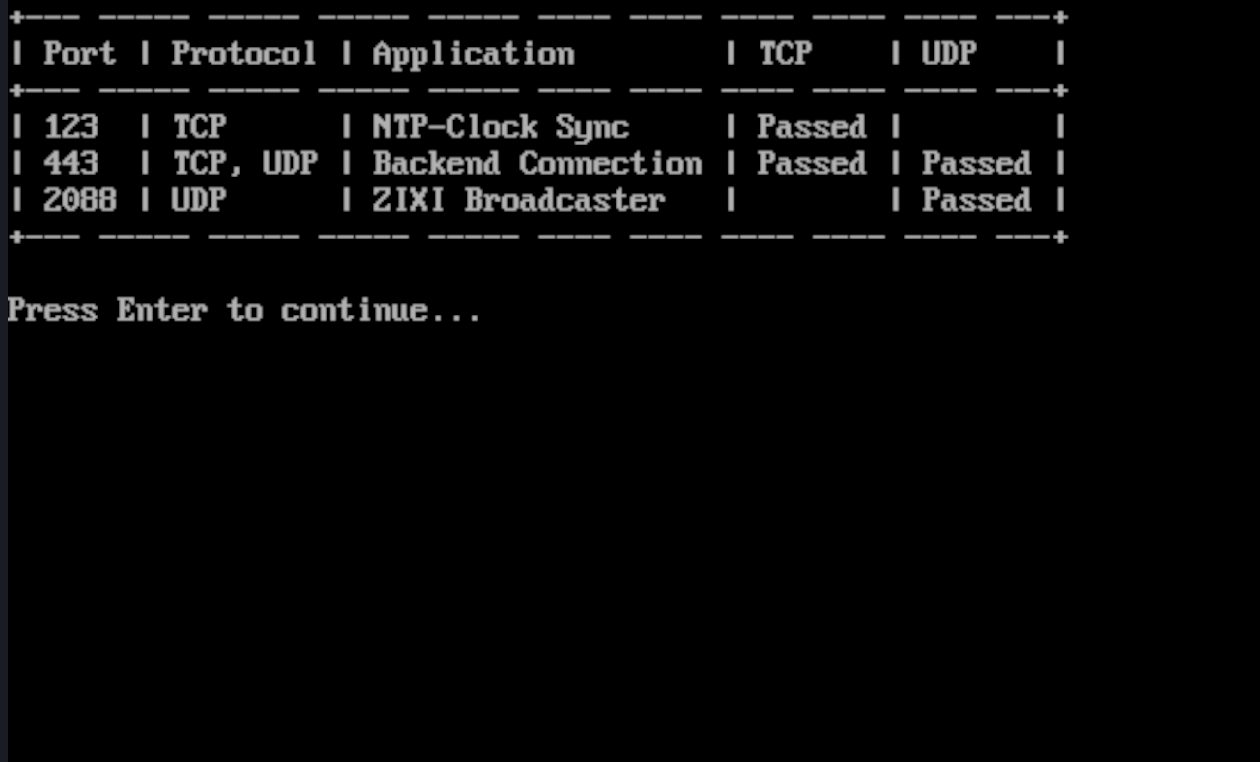 +--- ----- ----- ----- ----- ---- ---- ---- ---- ---- ---+
| Port | Protocol | Application        | TCP    | UDP    |
+--- ----- ----- ----- ----- ---- ---- ---- ---- ---- ---+
| 123  | TCP      | NTP-Clock Sync     | Passed |        |
| 443  | TCP, UDP | Backend Connection | Passed | Passed |
| 2088 | UDP      | ZIXI Broadcaster   |        | Passed |
+--- ----- ----- ----- ----- ---- ---- ---- ---- ---- ---+
Press Enter to continue...